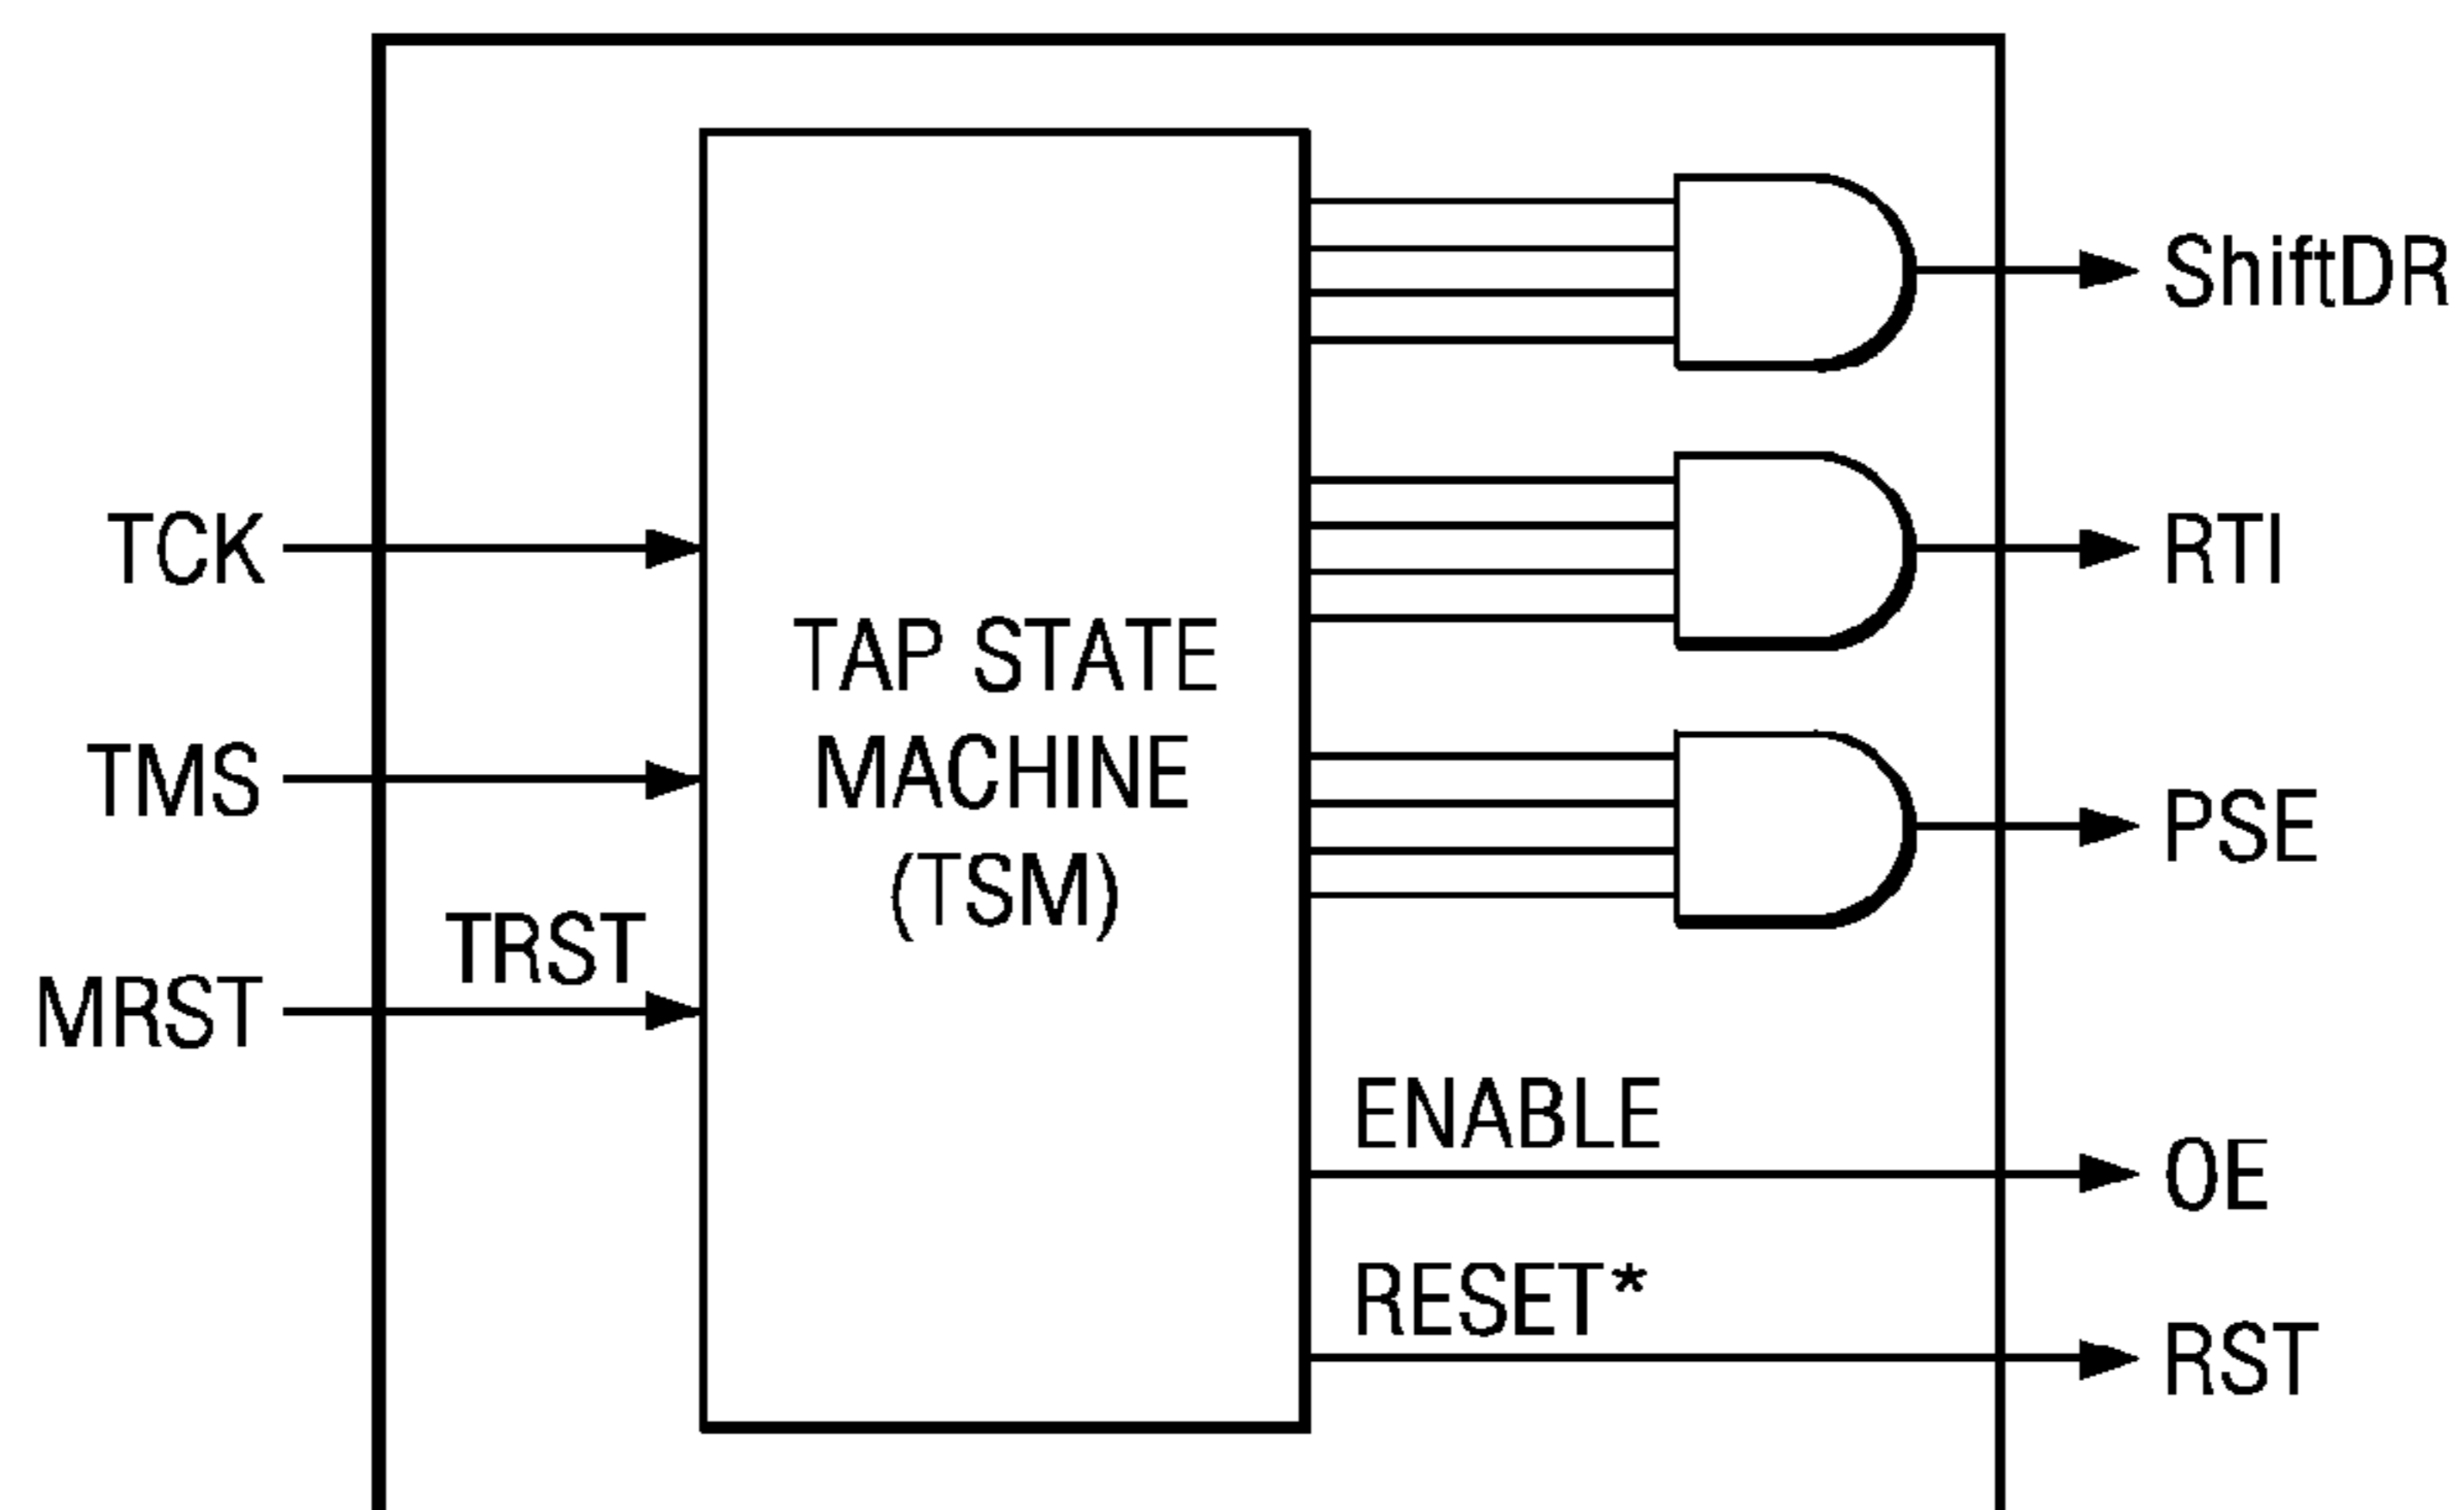 ShiftDR
TCK
RTI
TAP STATE
MACHINE
(TSM)
TMS
PSE
TRST
MRST
ENABLE
OE
RESET*
RST